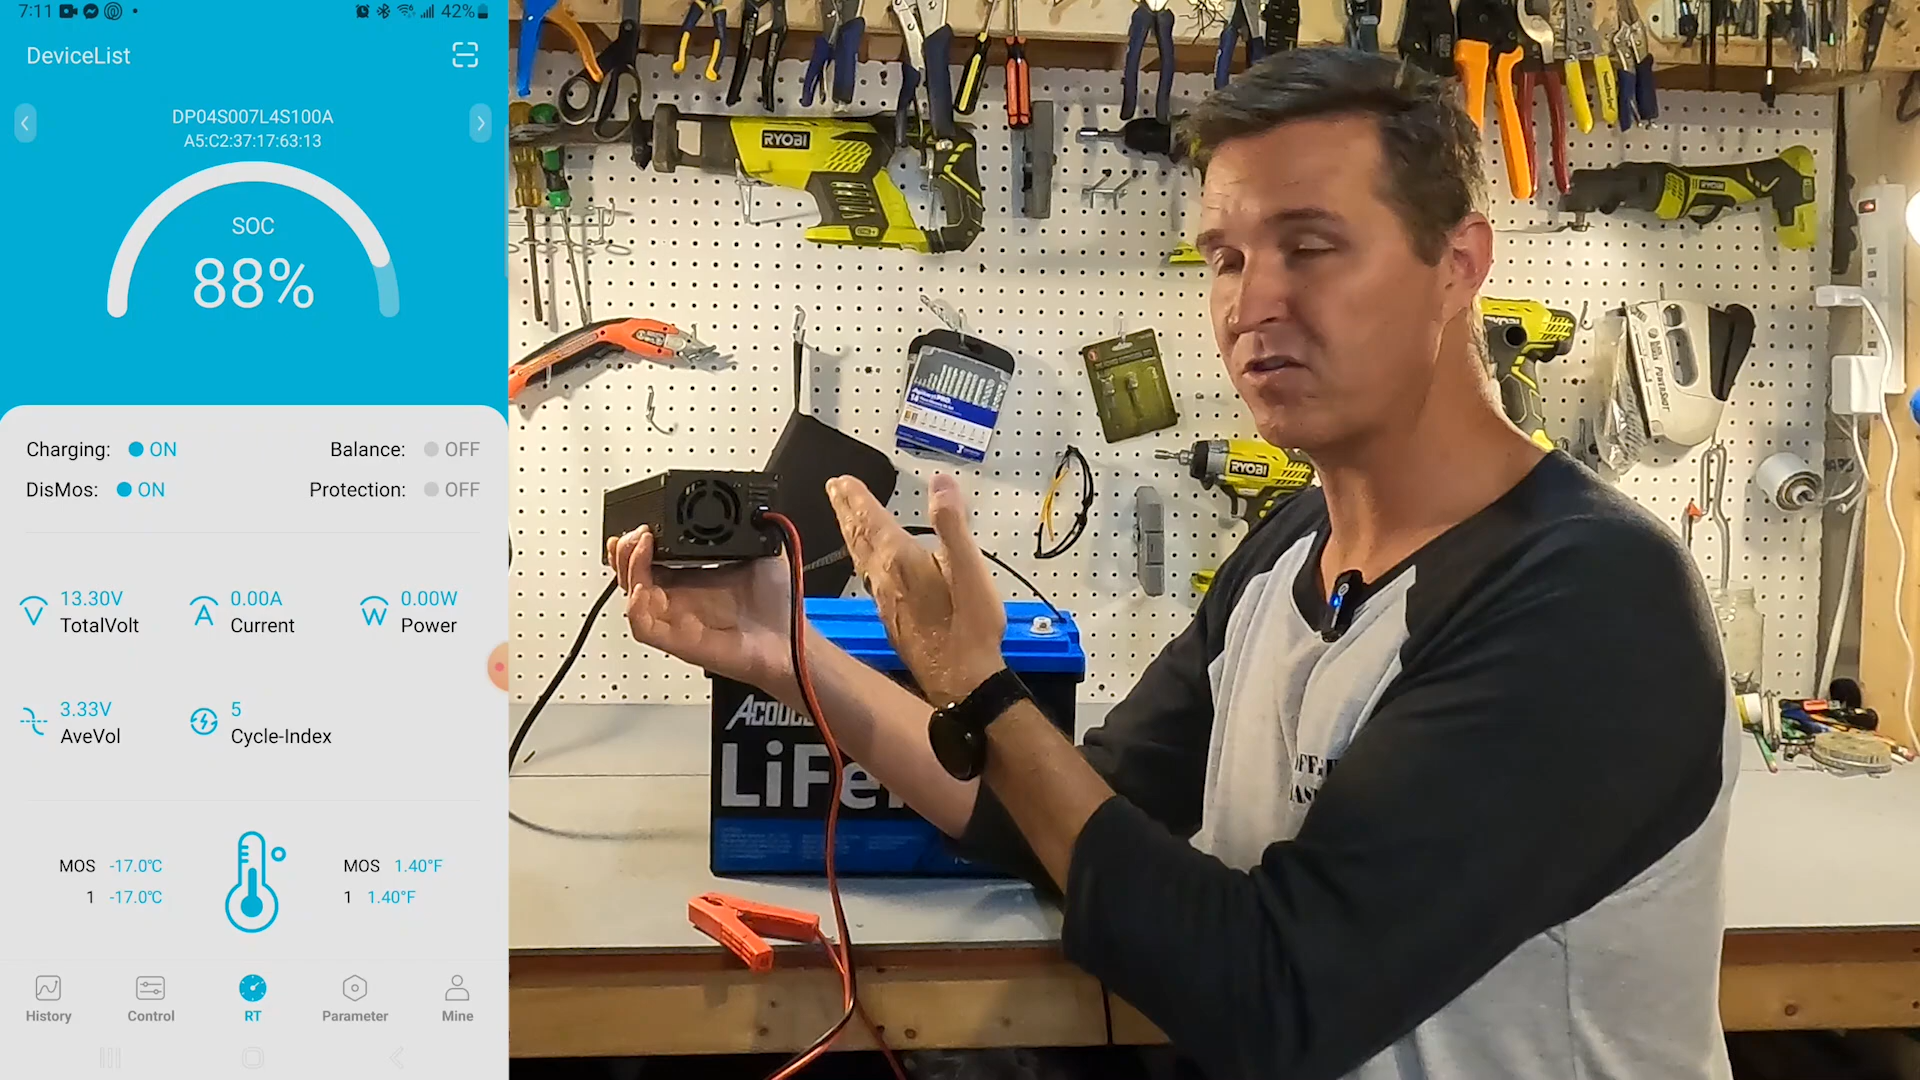 7:11
42%
DeviceList
DP04S007L4S100A
A5:C2:37:17:63:13
SOC
88%
Charging: ON
Balance: OFF
DisMos: ON
Protection: OFF
13.30V
TotalVolt
0.00A
Current
0.00W
Power
3.33V
AveVol
5
Cycle-Index
MOS -17.0℃
1 -17.0℃
MOS 1.40°F
1 1.40°F
History
Control
RT
Parameter
Mine
RYOBI
RYOBI
RYOBI
LiFe